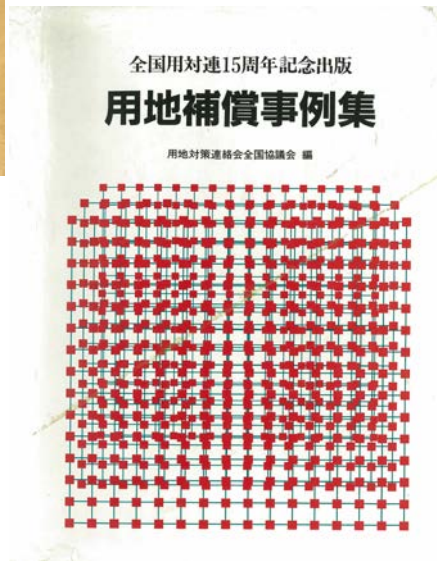 全国用対連15周年記念出版
用地補償事例集
用地対策連絡会全国協議会 編